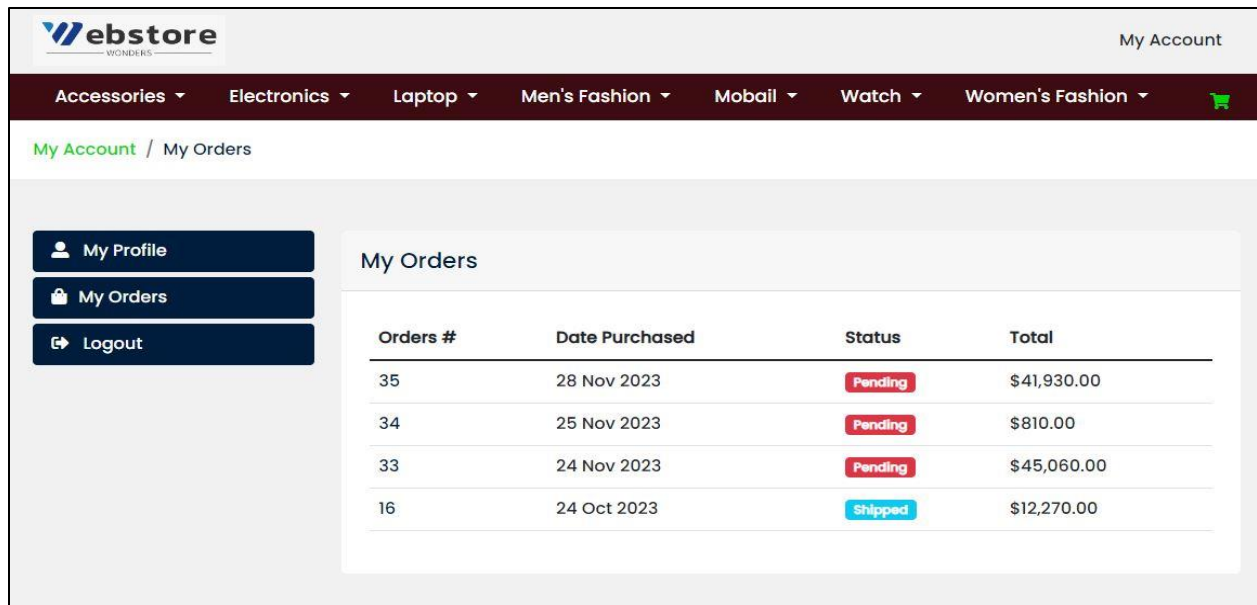 Webstore
WONDERS
My Account
Accessories Electronics Laptop Men's Fashion Mobail Watch Women's Fashion
My Account / My Orders
My Profile
My Orders
Logout
My Orders
Orders # Date Purchased Status Total
35 28 Nov 2023 Pending $41,930.00
34 25 Nov 2023 Pending $810.00
33 24 Nov 2023 Pending $45,060.00
16 24 Oct 2023 Shipped $12,270.00